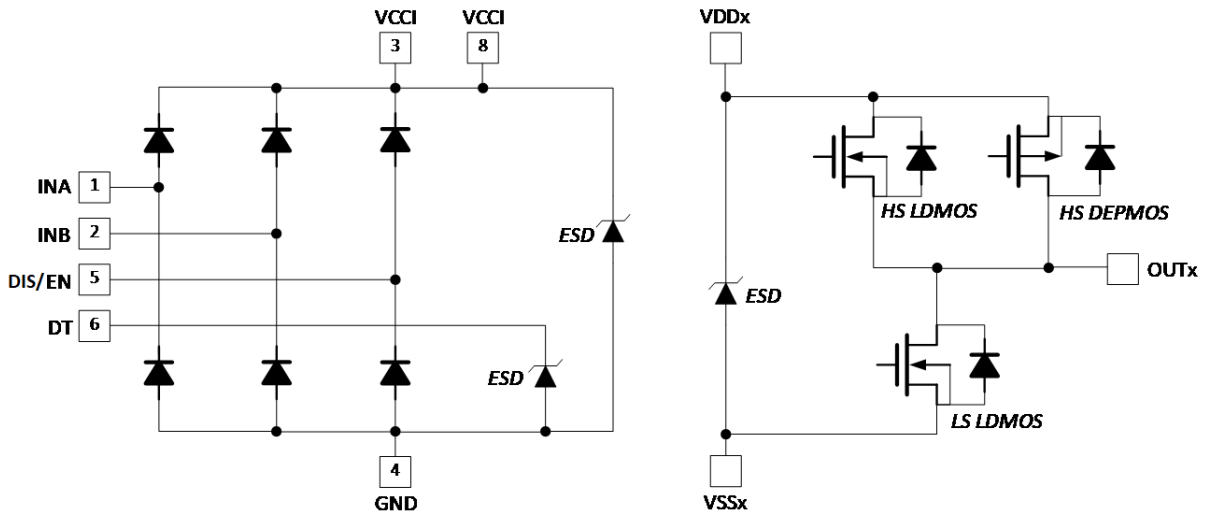 VCCI
VCCI
VDDx
3
8
INA
1
HS LDMOS
HS DEPMOS
INB
2
ESD
DIS/EN
5
OUTx
ESD
DT
6
ESD
LS LDMOS
4
GND
VSSx